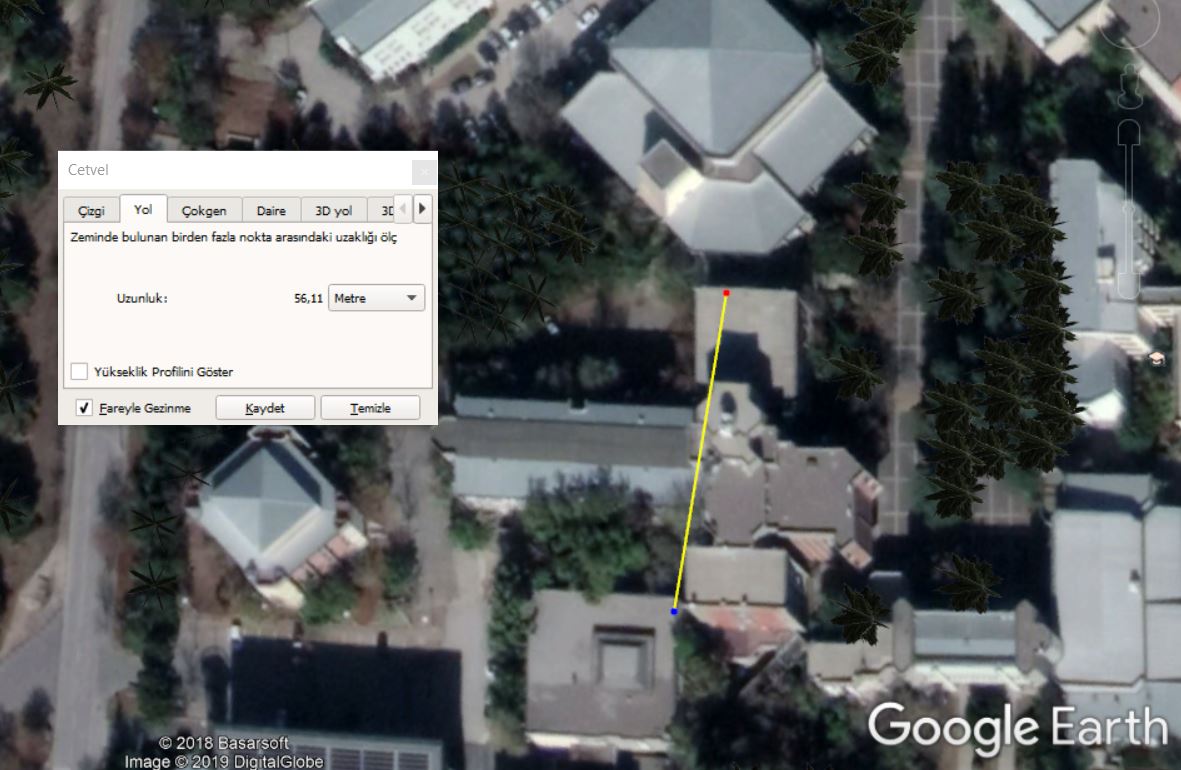 Cetvel
Çizgi Yol Çokgen Daire 3D yol 3D
Zeminde bulunan birden fazla nokta arasındaki uzaklığı ölç
Uzunluk: 56,11 Metre
Yükseklik Profilini Göster
Fareyle Gezinme Kaydet Temizle
Google Earth
© 2018 Basarsoft
Image © 2019 DigitalGlobe